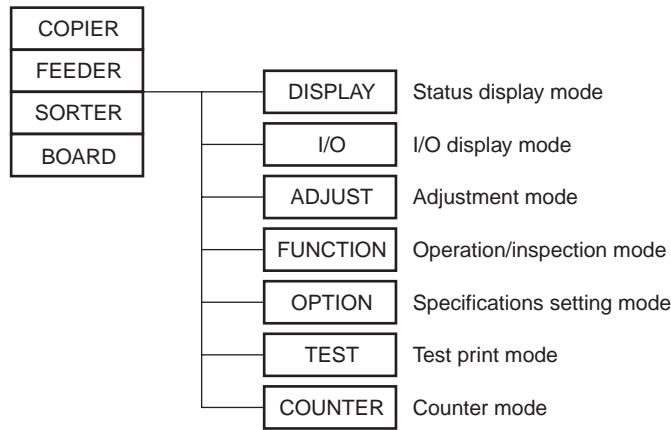 COPIER
FEEDER
SORTER
BOARD
DISPLAY Status display mode
I/O I/O display mode
ADJUST Adjustment mode
FUNCTION Operation/inspection mode
OPTION Specifications setting mode
TEST Test print mode
COUNTER Counter mode